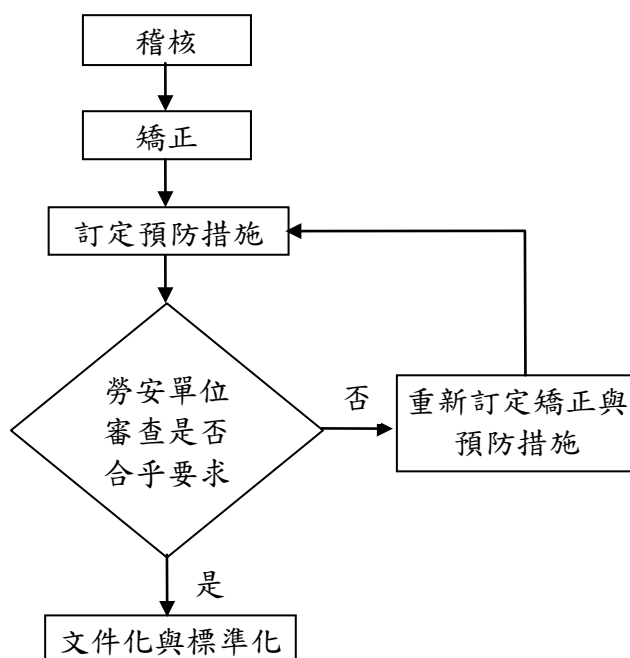 稽核
矯正
訂定預防措施
勞安單位
審查是否
合乎要求
否
重新訂定矯正與
預防措施
是
文件化與標準化